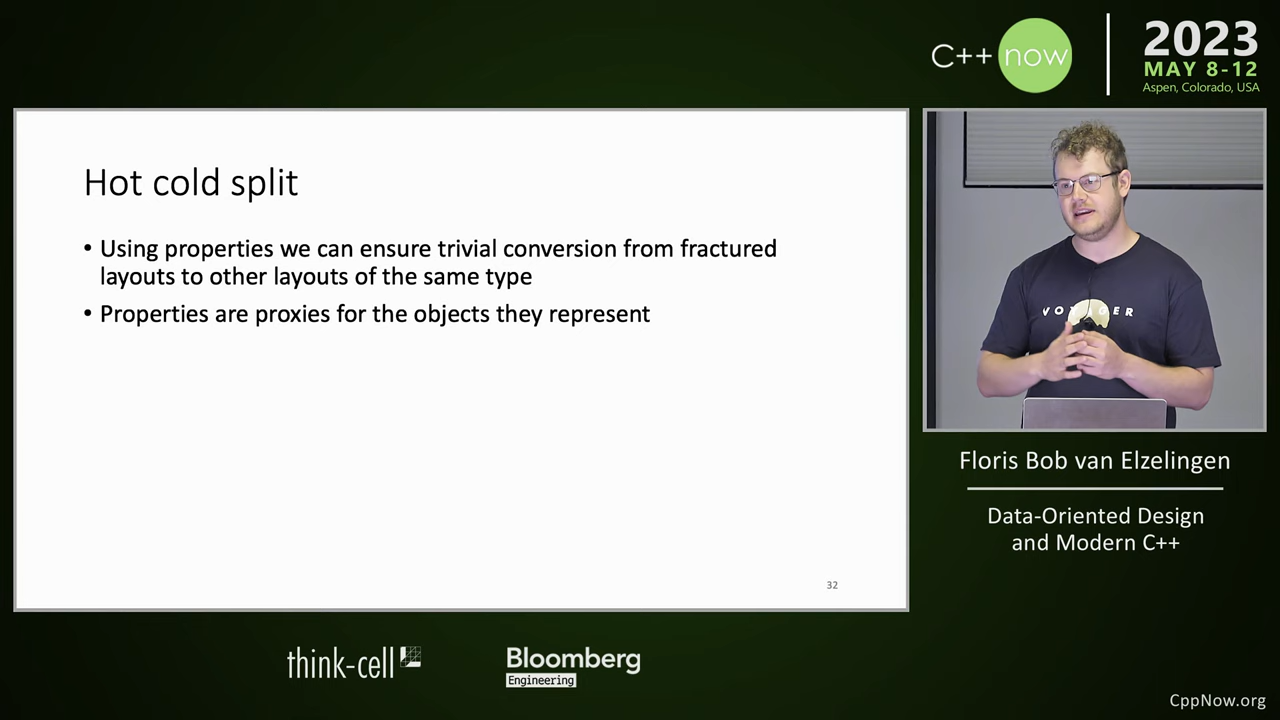 C++ now
2023
MAY 8-12
Aspen, Colorado, USA
Hot cold split
• Using properties we can ensure trivial conversion from fractured
layouts to other layouts of the same type
• Properties are proxies for the objects they represent
32
Floris Bob van Elzelingen
Data-Oriented Design
and Modern C++
think-cell
Bloomberg
Engineering
CppNow.org